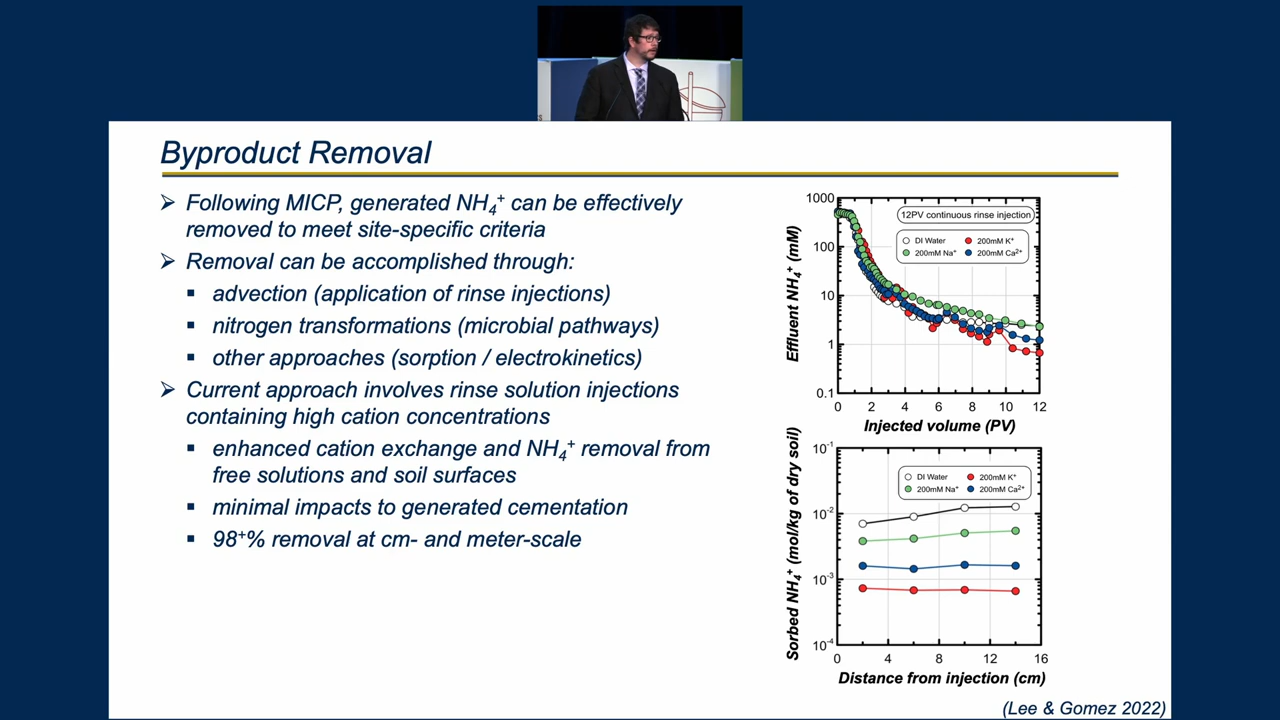 Byproduct Removal
➢ Following MICP, generated NH₄⁺ can be effectively
removed to meet site-specific criteria
➢ Removal can be accomplished through:
▪ advection (application of rinse injections)
▪ nitrogen transformations (microbial pathways)
▪ other approaches (sorption / electrokinetics)
➢ Current approach involves rinse solution injections
containing high cation concentrations
▪ enhanced cation exchange and NH₄⁺ removal from
free solutions and soil surfaces
▪ minimal impacts to generated cementation
▪ 98⁺% removal at cm- and meter-scale
Effluent NH₄⁺ (mM)
1000
100
10
1
0.1
12PV continuous rinse injection
DI Water 200mM K⁺
200mM Na⁺ 200mM Ca²⁺
0 2 4 6 8 10 12
Injected volume (PV)
Sorbed NH₄⁺ (mol/kg of dry soil)
10⁻¹
10⁻²
10⁻³
10⁻⁴
DI Water 200mM K⁺
200mM Na⁺ 200mM Ca²⁺
0 4 8 12 16
Distance from injection (cm)
(Lee & Gomez 2022)